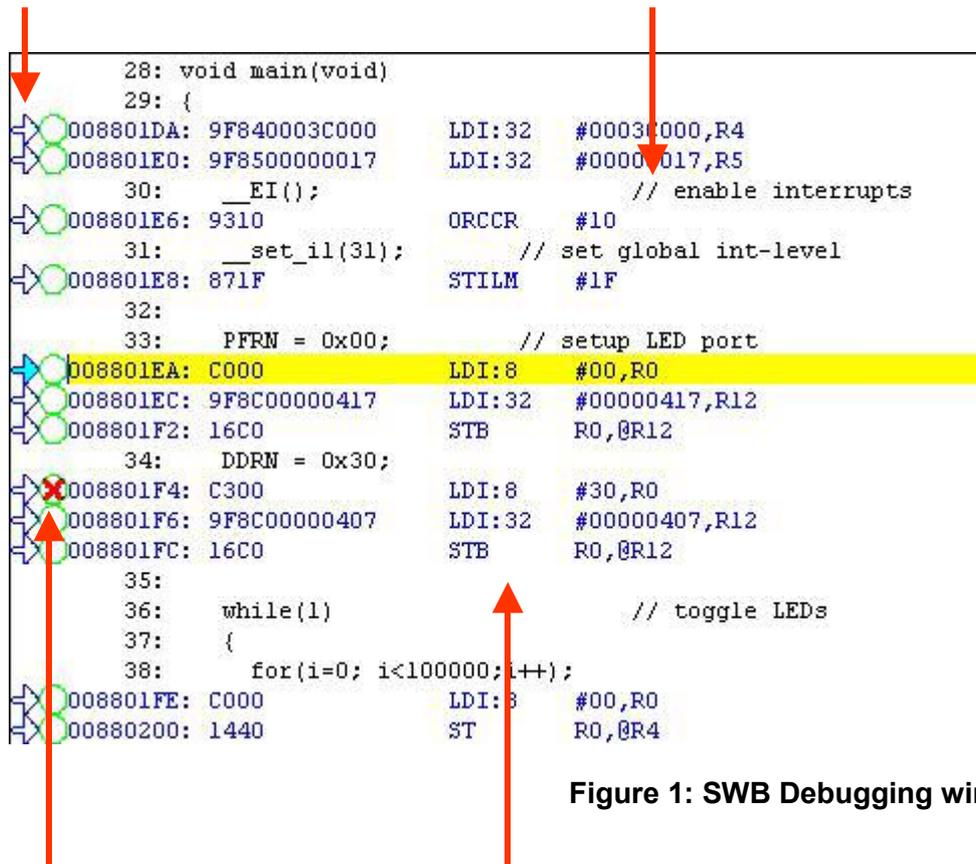 28: void main(void)
29: {
008801DA: 9F840003C000 LDI:32 #0003C000,R4
008801E0: 9F8500000017 LDI:32 #00000017,R5
30: __EI(); // enable interrupts
008801E6: 9310 ORCCR #10
31: __set_il(31); // set global int-level
008801E8: 871F STILM #1F
32:
33: PFRN = 0x00; // setup LED port
008801EA: C000 LDI:8 #00,R0
008801EC: 9F8C00000417 LDI:32 #00000417,R12
008801F2: 16C0 STB R0,@R12
34: DDRN = 0x30;
008801F4: C300 LDI:8 #30,R0
008801F6: 9F8C00000407 LDI:32 #00000407,R12
008801FC: 16C0 STB R0,@R12
35:
36: while(1) // toggle LEDs
37: {
38: for(i=0; i<100000;i++);
008801FE: C000 LDI:8 #00,R0
00880200: 1440 ST R0,@R4
Figure 1: SWB Debugging